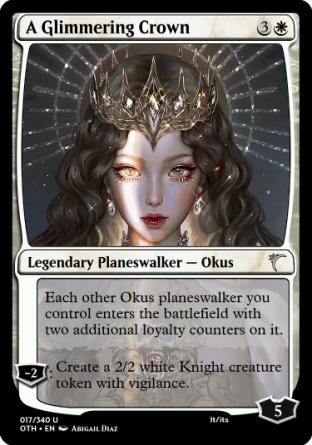 A Glimmering Crown 3
Legendary Planeswalker — Okus
Each other Okus planeswalker you
control enters the battlefield with
two additional loyalty counters on it.
-2 : Create a 2/2 white Knight creature
token with vigilance.
5
017/340 U It/its
OTH • EN Abigail Diaz